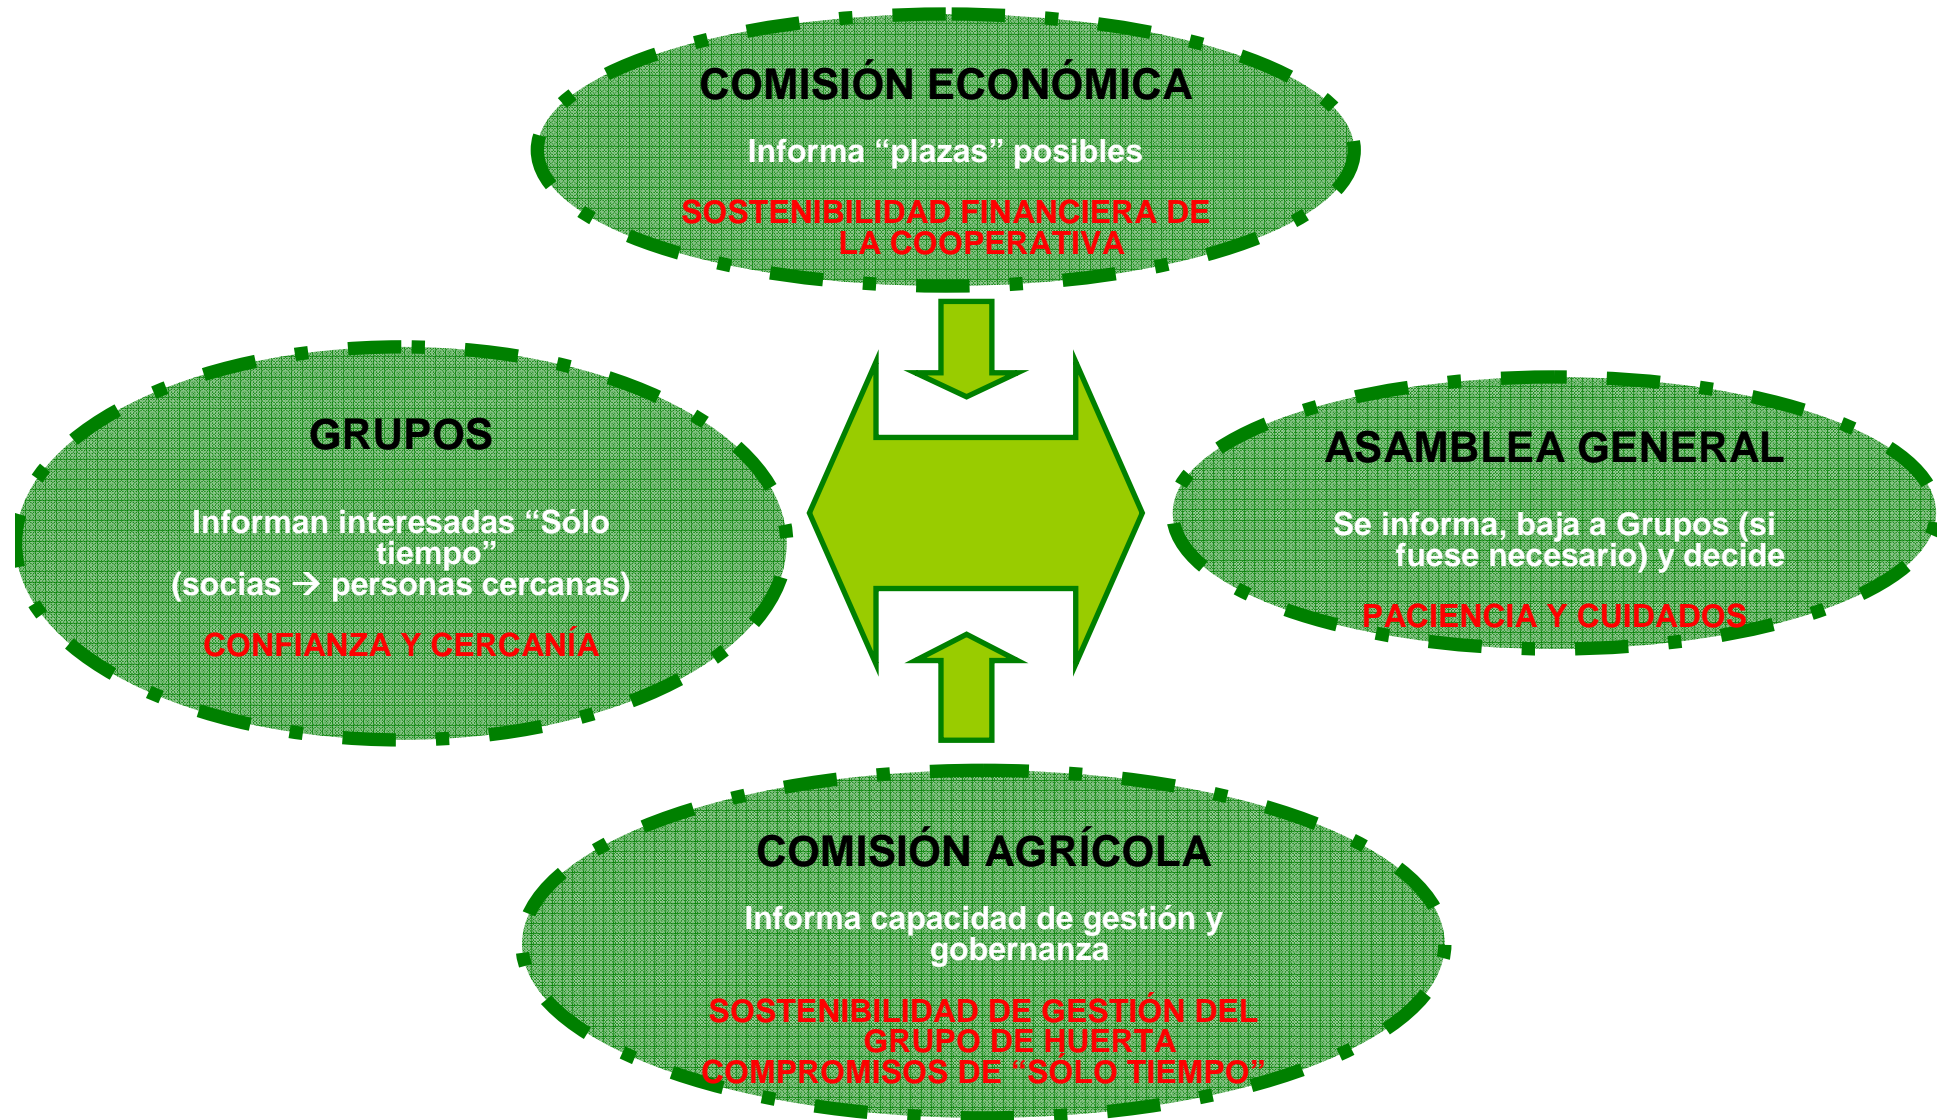 COMISIÓN ECONÓMICA
Informa “plazas” posibles
SOSTENIBILIDAD FINANCIERA DE
LA COOPERATIVA
GRUPOS
Informan interesadas “Sólo
tiempo”
(socias → personas cercanas)
CONFIANZA Y CERCANÍA
ASAMBLEA GENERAL
Se informa, baja a Grupos (si
fuese necesario) y decide
PACIENCIA Y CUIDADOS
COMISIÓN AGRÍCOLA
Informa capacidad de gestión y
gobernanza
SOSTENIBILIDAD DE GESTIÓN DEL
GRUPO DE HUERTA
COMPROMISOS DE “SÓLO TIEMPO”